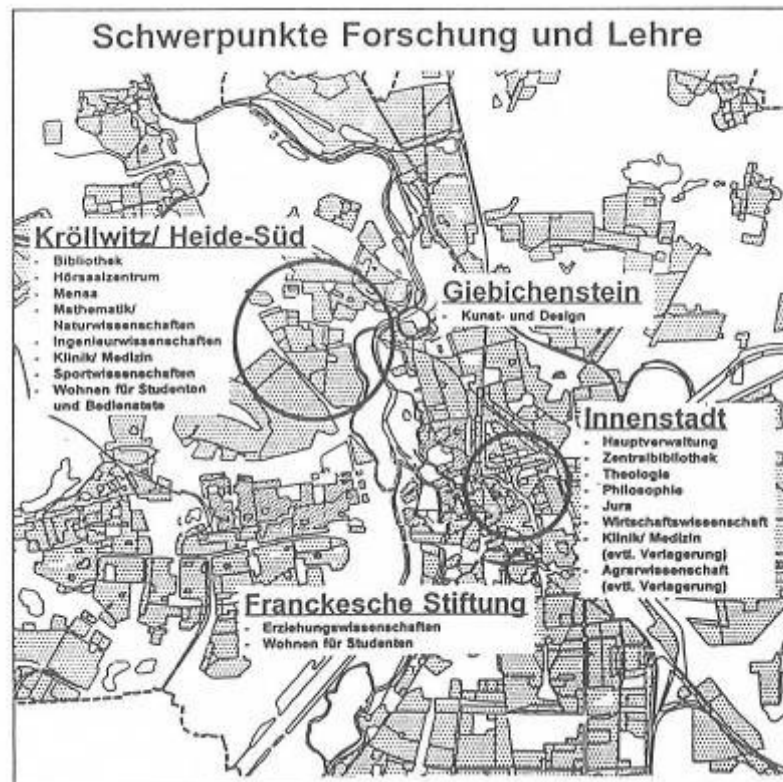 Schwerpunkte Forschung und Lehre
Kröllwitz/ Heide-Süd
- Bibliothek
- Hörsaalzentrum
- Mensa
- Mathematik/
Naturwissenschaften
- Ingenieurwissenschaften
- Klinik/ Medizin
- Sportwissenschaften
- Wohnen für Studenten
und Bedienstete
Giebichenstein
- Kunst- und Design
Innenstadt
- Hauptverwaltung
- Zentralbibliothek
- Theologie
- Philosophie
- Jura
- Wirtschaftswissenschaft
- Klinik/ Medizin
(evtl. Verlagerung)
- Agrarwissenschaft
(evtl. Verlagerung)
Franckesche Stiftung
- Erziehungswissenschaften
- Wohnen für Studenten